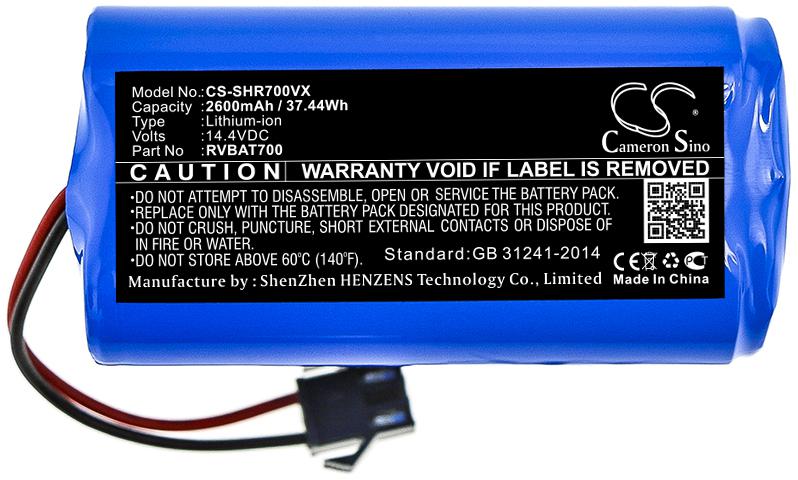 Model No.:CS-SHR700VX
Capacity :2600mAh / 37.44Wh
Type :Lithium-ion
Volts :14.4VDC
Part No :RVBAT700
CS
®
Cameron Sino
CAUTION WARRANTY VOID IF LABEL IS REMOVED
•DO NOT ATTEMPT TO DISASSEMBLE, OPEN OR SERVICE THE BATTERY PACK.
•REPLACE ONLY WITH THE BATTERY PACK DESIGNATED FOR THIS PRODUCT.
•DO NOT CRUSH, PUNCTURE, SHORT EXTERNAL CONTACTS OR DISPOSE OF
IN FIRE OR WATER.
•DO NOT STORE ABOVE 60°C (140°F).
Standard:GB 31241-2014
CE
Made In China
Manufacture by : ShenZhen HENZENS Technology Co., Limited